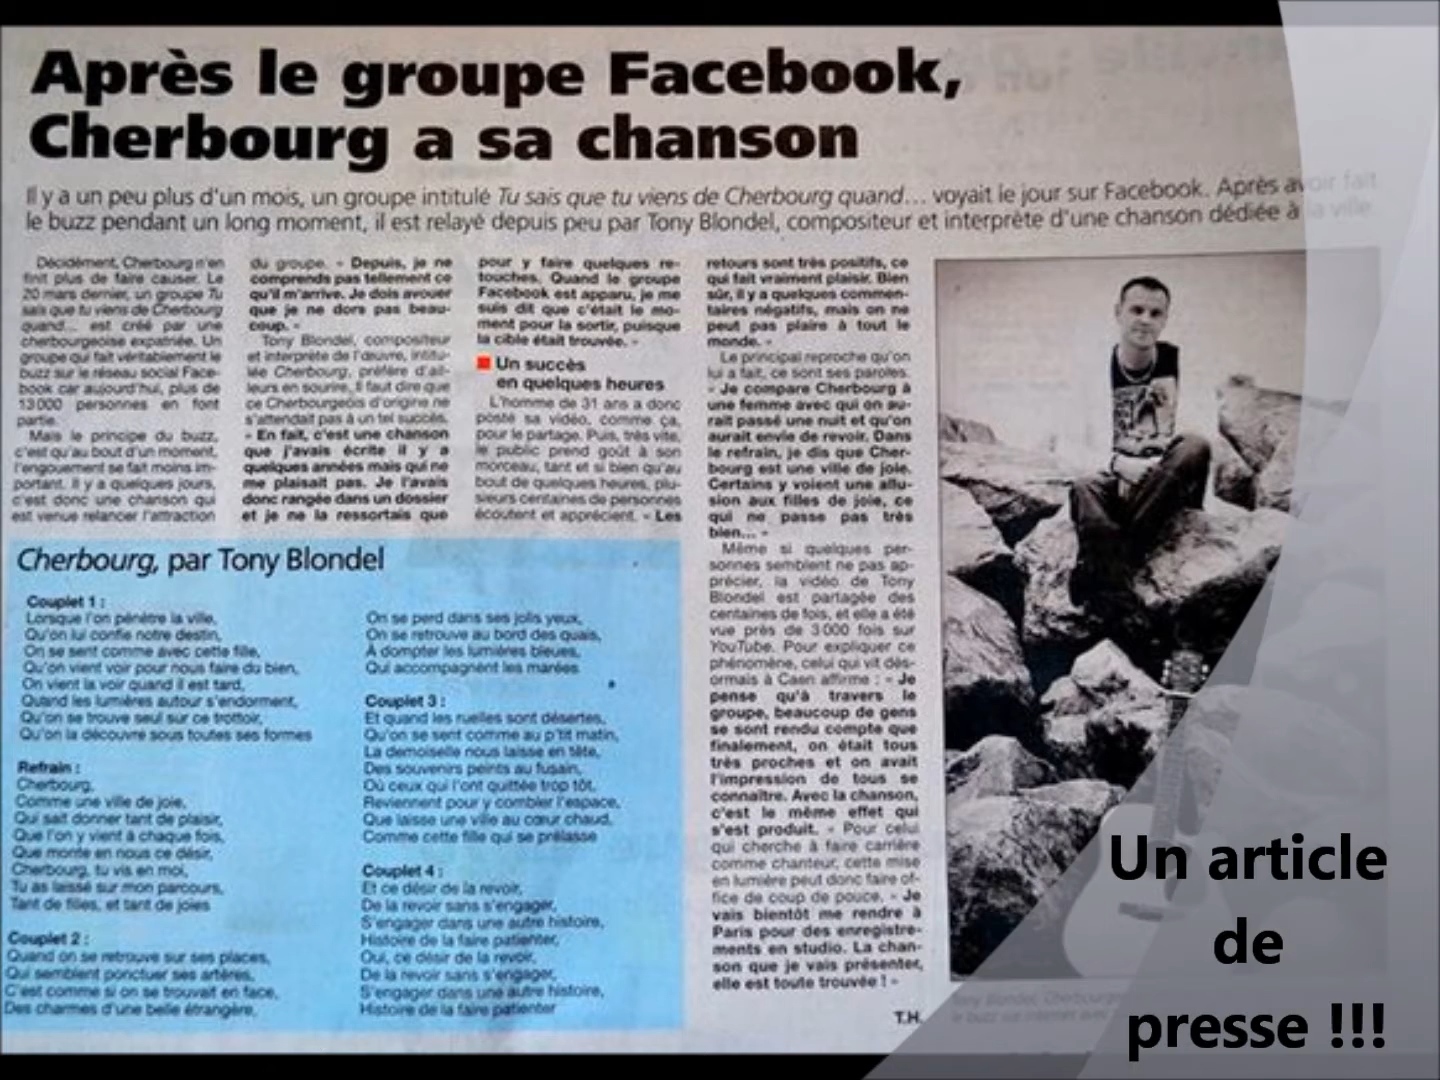 Après le groupe Facebook,
Cherbourg a sa chanson
Il y a un peu plus d'un mois, un groupe intitulé Tu sais que tu viens de Cherbourg quand... voyait le jour sur Facebook. Après avoir fait
le buzz pendant un long moment, il est relayé depuis peu par Tony Blondel, compositeur et interprète d'une chanson dédiée à la ville
Décidément, Cherbourg n'en
finit plus de faire causer. Le
20 mars dernier, un groupe Tu
sais que tu viens de Cherbourg
quand... est créé par une
cherbourgeoise expatriée. Un
groupe qui fait véritablement le
buzz sur le réseau social Face-
book car aujourd'hui, plus de
13000 personnes en font
partie.
Mais le principe du buzz,
c'est qu'au bout d'un moment,
l'engouement se fait moins im-
portant. Il y a quelques jours,
c'est donc une chanson qui
est venue relancer l'attraction
du groupe. « Depuis, je ne
comprends pas tellement ce
qu'il m'arrive. Je dois avouer
que je ne dors pas beau-
coup. »
Tony Blondel, compositeur
et interprète de l'œuvre, intitu-
lée Cherbourg, préfère d'ail-
leurs en sourire. Il faut dire que
ce Cherbourgeois d'origine ne
s'attendait pas à un tel succès.
« En fait, c'est une chanson
que j'avais écrite il y a
quelques années mais qui ne
me plaisait pas. Je l'avais
donc rangée dans un dossier
et je ne la ressortais que
pour y faire quelques re-
touches. Quand le groupe
Facebook est apparu, je me
suis dit que c'était le mo-
ment pour la sortir, puisque
la cible était trouvée. »
Un succès
en quelques heures
L'homme de 31 ans a donc
posté sa vidéo, comme ça,
pour le partage. Puis, très vite,
le public prend goût à son
morceau, tant et si bien qu'au
bout de quelques heures, plu-
sieurs centaines de personnes
écoutent et apprécient. « Les
retours sont très positifs, ce
qui fait vraiment plaisir. Bien
sûr, il y a quelques commen-
taires négatifs, mais on ne
peut pas plaire à tout le
monde. »
Le principal reproche qu'on
lui a fait, ce sont ses paroles.
« Je compare Cherbourg à
une femme avec qui on au-
rait passé une nuit et qu'on
aurait envie de revoir. Dans
le refrain, je dis que Cher-
bourg est une ville de joie.
Certains y voient une allu-
sion aux filles de joie, ce
qui ne passe pas très
bien... »
Même si quelques per-
sonnes semblent ne pas ap-
précier, la vidéo de Tony
Blondel est partagée des
centaines de fois, et elle a été
vue près de 3000 fois sur
YouTube. Pour expliquer ce
phénomène, celui qui vit dés-
ormais à Caen affirme : « Je
pense qu'à travers le
groupe, beaucoup de gens
se sont rendu compte que
finalement, on était tous
très proches et on avait
l'impression de tous se
connaître. Avec la chanson,
c'est le même effet qui
s'est produit. » Pour celui
qui cherche à faire carrière
comme chanteur, cette mise
en lumière peut donc faire of-
fice de coup de pouce. « Je
vais bientôt me rendre à
Paris pour des enregistre-
ments en studio. La chan-
son que je vais présenter,
elle est toute trouvée ! »
T.H.
Cherbourg, par Tony Blondel
Couplet 1 :
Lorsque l'on pénètre la ville,
Qu'on lui confie notre destin,
On se sent comme avec cette fille,
Qu'on vient voir pour nous faire du bien,
On vient la voir quand il est tard,
Quand les lumières autour s'endorment,
Qu'on se trouve seul sur ce trottoir,
Qu'on la découvre sous toutes ses formes
Refrain :
Cherbourg,
Comme une ville de joie,
Qui sait donner tant de plaisir,
Que l'on y vient à chaque fois,
Que monte en nous ce désir,
Cherbourg, tu vis en moi,
Tu as laissé sur mon parcours,
Tant de filles, et tant de joies
Couplet 2 :
Quand on se retrouve sur ses places,
Qui semblent ponctuer ses artères,
C'est comme si on se trouvait en face,
Des charmes d'une belle étrangère,
On se perd dans ses jolis yeux,
On se retrouve au bord des quais,
À dompter les lumières bleues,
Qui accompagnent les marées
Couplet 3 :
Et quand les ruelles sont désertes,
Qu'on se sent comme au p'tit matin,
La demoiselle nous laisse en tête,
Des souvenirs peints au fusain,
Où ceux qui l'ont quittée trop tôt,
Reviennent pour y combler l'espace,
Que laisse une ville au cœur chaud,
Comme cette fille qui se prélasse
Couplet 4 :
Et ce désir de la revoir,
De la revoir sans s'engager,
S'engager dans une autre histoire,
Histoire de la faire patienter,
Oui, ce désir de la revoir,
De la revoir sans s'engager,
S'engager dans une autre histoire,
Histoire de la faire patienter
Un article
de
presse !!!